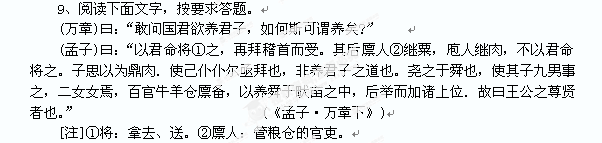 9、阅读下面文字，按要求答题。
(万章)曰：“敢问国君欲养君子，如何斯可谓养矣?”
(孟子)曰：“以君命将①之，再拜稽首而受。其后廪人②继粟，庖人继肉，不以君命
将之。子思以为鼎肉．使己仆仆尔亟拜也，非养君子之道也。尧之于舜也，使其子九男事
之，二女女焉，百官牛羊仓廪备，以养舜于畎亩之中，后举而加诸上位．故曰王公之尊贤
者也。” (《孟子·万章下》)
[注]①将：拿去、送。②廪人：管粮仓的官吏。